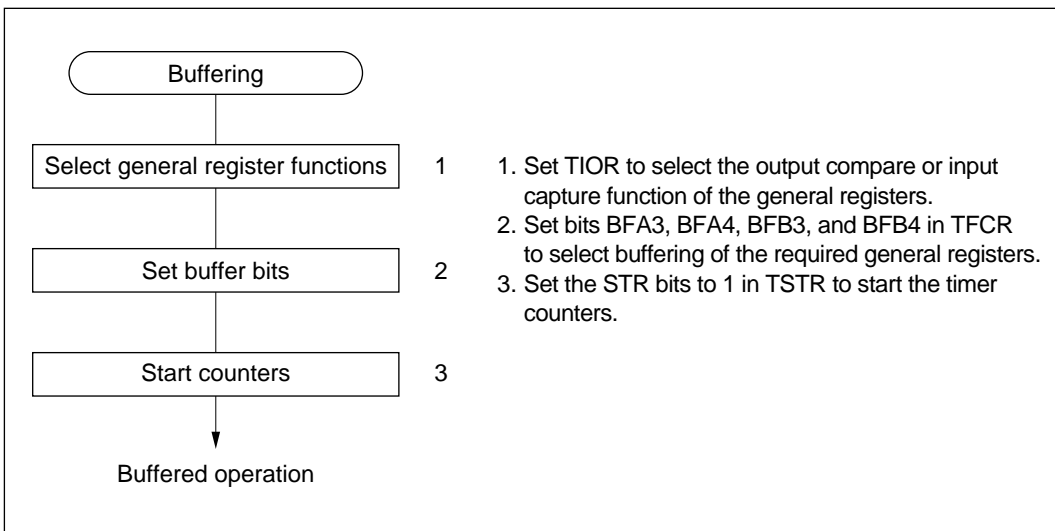 Buffering
Select general register functions
1
Set buffer bits
2
Start counters
3
Buffered operation
1. Set TIOR to select the output compare or input
capture function of the general registers.
2. Set bits BFA3, BFA4, BFB3, and BFB4 in TFCR
to select buffering of the required general registers.
3. Set the STR bits to 1 in TSTR to start the timer
counters.